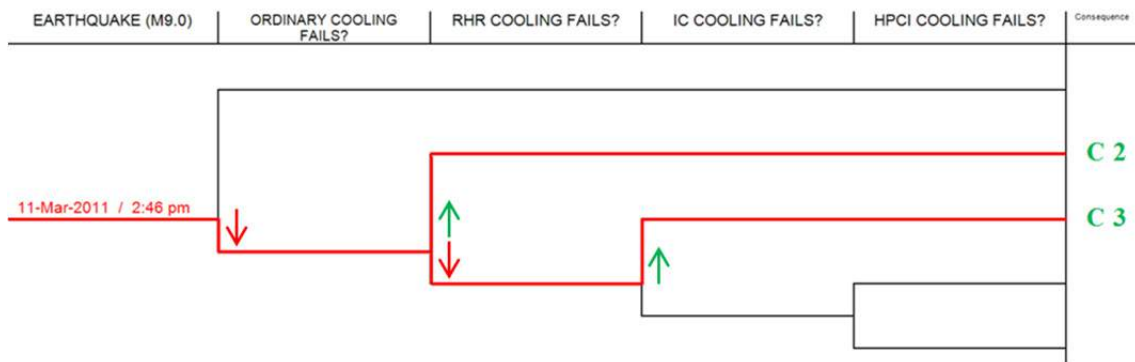 EARTHQUAKE (M9.0)
ORDINARY COOLING
FAILS?
RHR COOLING FAILS?
IC COOLING FAILS?
HPCI COOLING FAILS?
Consequence
C 2
11-Mar-2011 / 2:46 pm
C 3